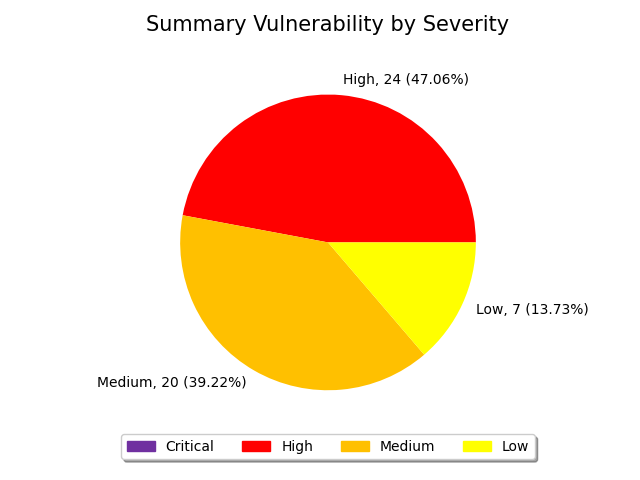 Summary Vulnerability by Severity
High, 24 (47.06%)
Low, 7 (13.73%)
Medium, 20 (39.22%)
Critical High Medium Low